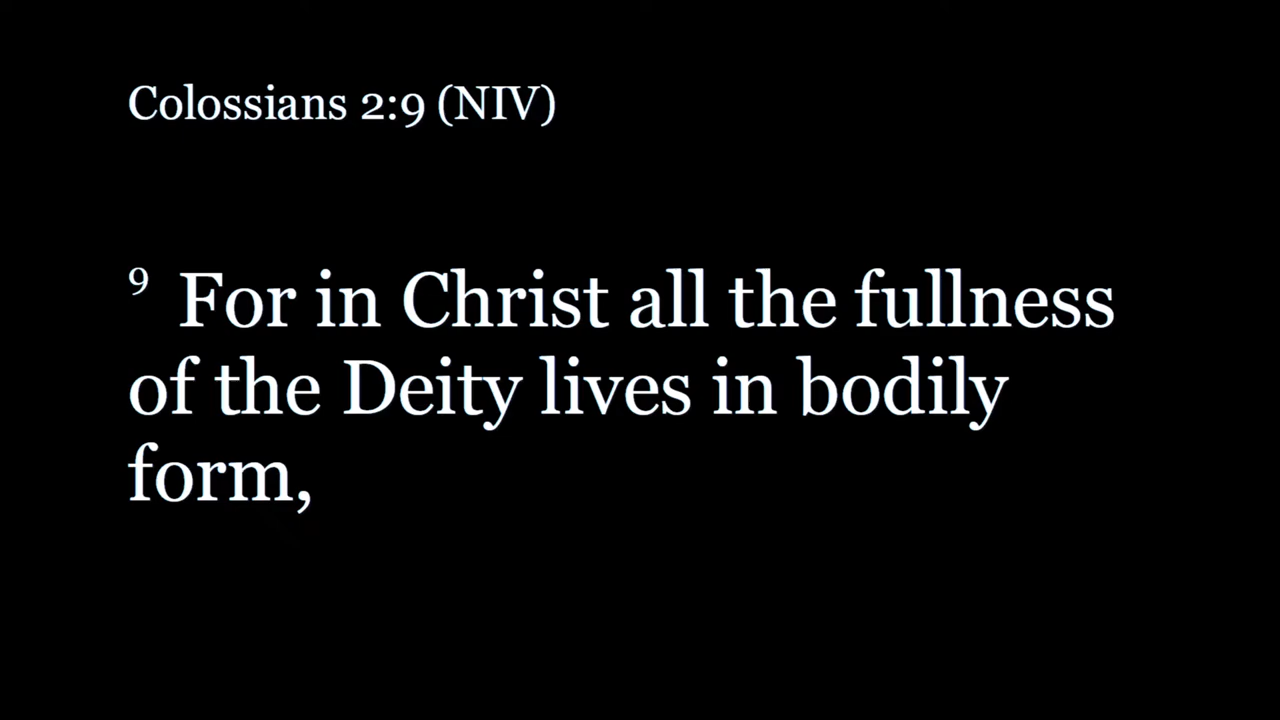 Colossians 2:9 (NIV)
9 For in Christ all the fullness
of the Deity lives in bodily
form,